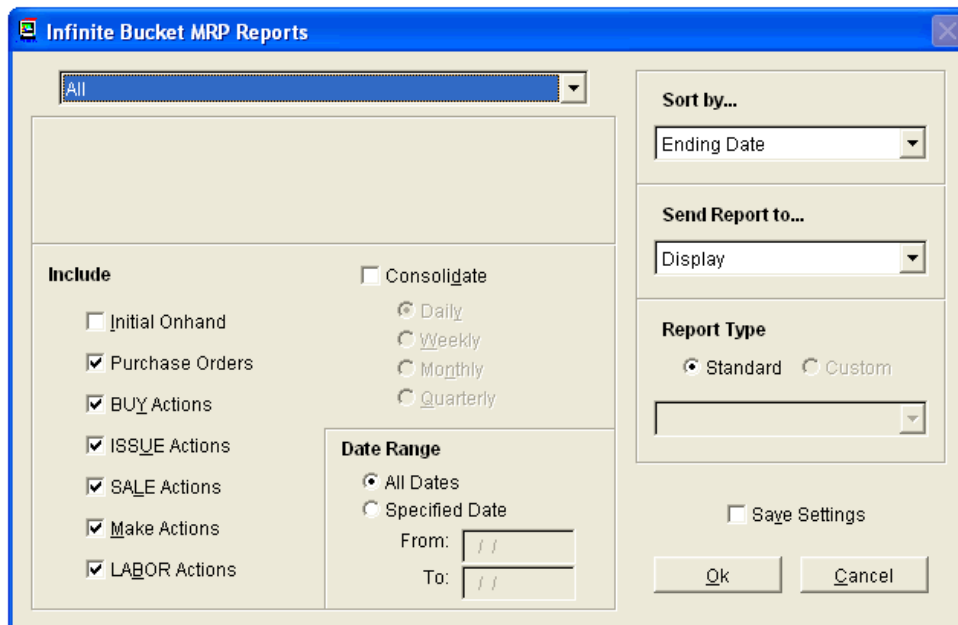 Infinite Bucket MRP Reports
All
Include
Initial Onhand
Purchase Orders
BUY Actions
ISSUE Actions
SALE Actions
Make Actions
LABOR Actions
Consolidate
Daily
Weekly
Monthly
Quarterly
Date Range
All Dates
Specified Date
From: / /
To: / /
Sort by...
Ending Date
Send Report to...
Display
Report Type
Standard Custom
Save Settings
Ok Cancel